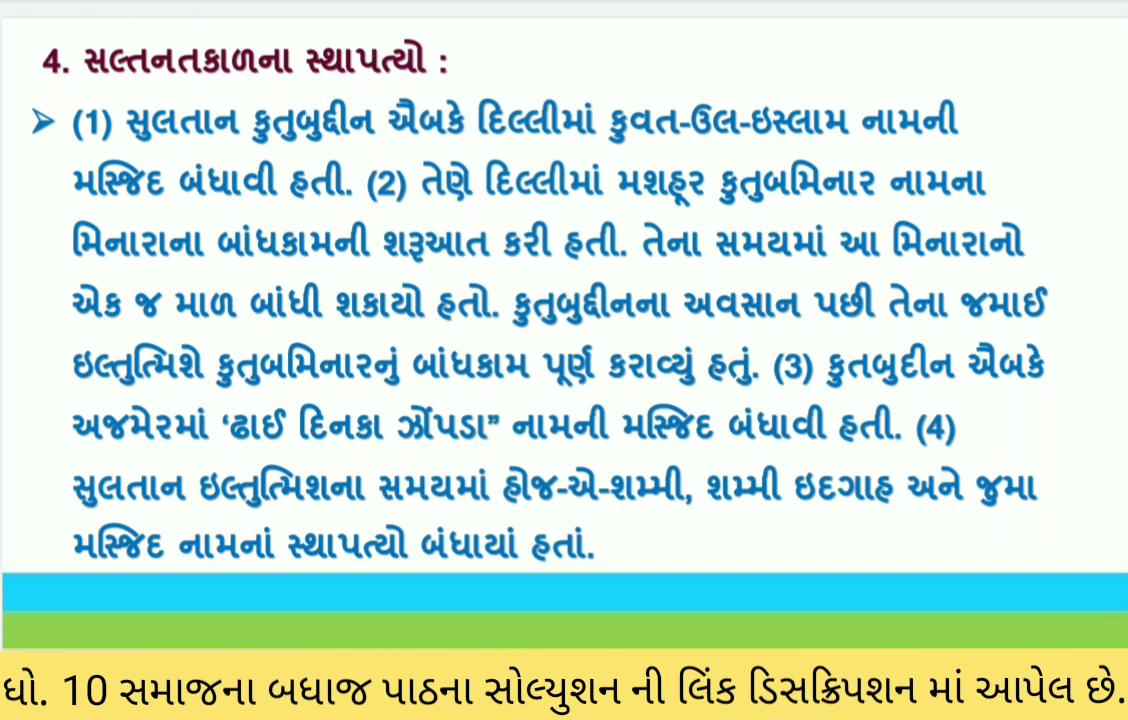 4. સલ્તનતકાળના સ્થાપત્યો :
➢ (1) સુલતાન કુતુબુદ્દીન ઐબકે દિલ્લીમાં કુવત-ઉલ-ઇસ્લામ નામની
મસ્જિદ બંધાવી હતી. (2) તેણે દિલ્લીમાં મશહૂર કુતુબમિનાર નામના
મિનારાના બાંધકામની શરૂઆત કરી હતી. તેના સમયમાં આ મિનારાનો
એક જ માળ બાંધી શકાયો હતો. કુતુબુદ્દીનના અવસાન પછી તેના જમાઈ
ઇલ્તુત્મિશે કુતુબમિનારનું બાંધકામ પૂર્ણ કરાવ્યું હતું. (3) કુતબુદીન ઐબકે
અજમેરમાં ‘ઢાઈ દિનકા ઝોંપડા” નામની મસ્જિદ બંધાવી હતી. (4)
સુલતાન ઇલ્તુત્મિશના સમયમાં હોજ-એ-શમ્મી, શમ્મી ઇદગાહ અને જુમા
મસ્જિદ નામનાં સ્થાપત્યો બંધાયાં હતાં.
ધો. 10 સમાજના બધાજ પાઠના સોલ્યુશન ની લિંક ડિસક્રિપશન માં આપેલ છે.